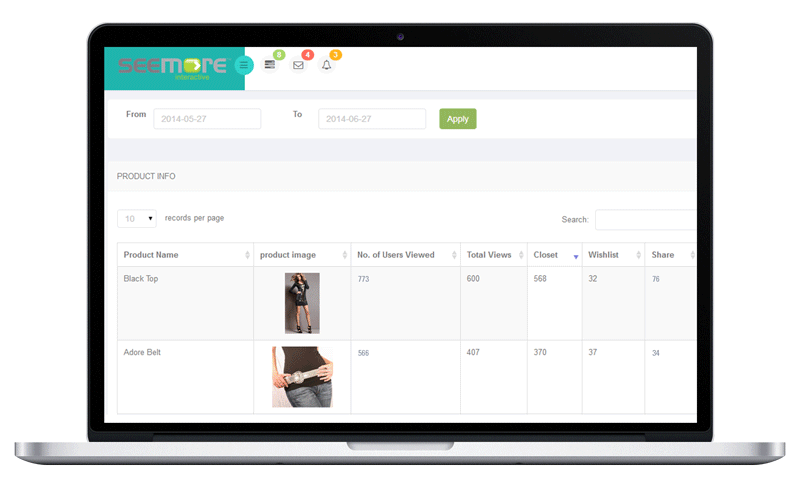 SEEMORE
interactive
8 4 3
From 2014-05-27 To 2014-06-27 Apply
PRODUCT INFO
10 records per page Search:
Product Name product image No. of Users Viewed Total Views Closet Wishlist Share
Black Top 773 600 568 32 76
Adore Belt 566 407 370 37 34